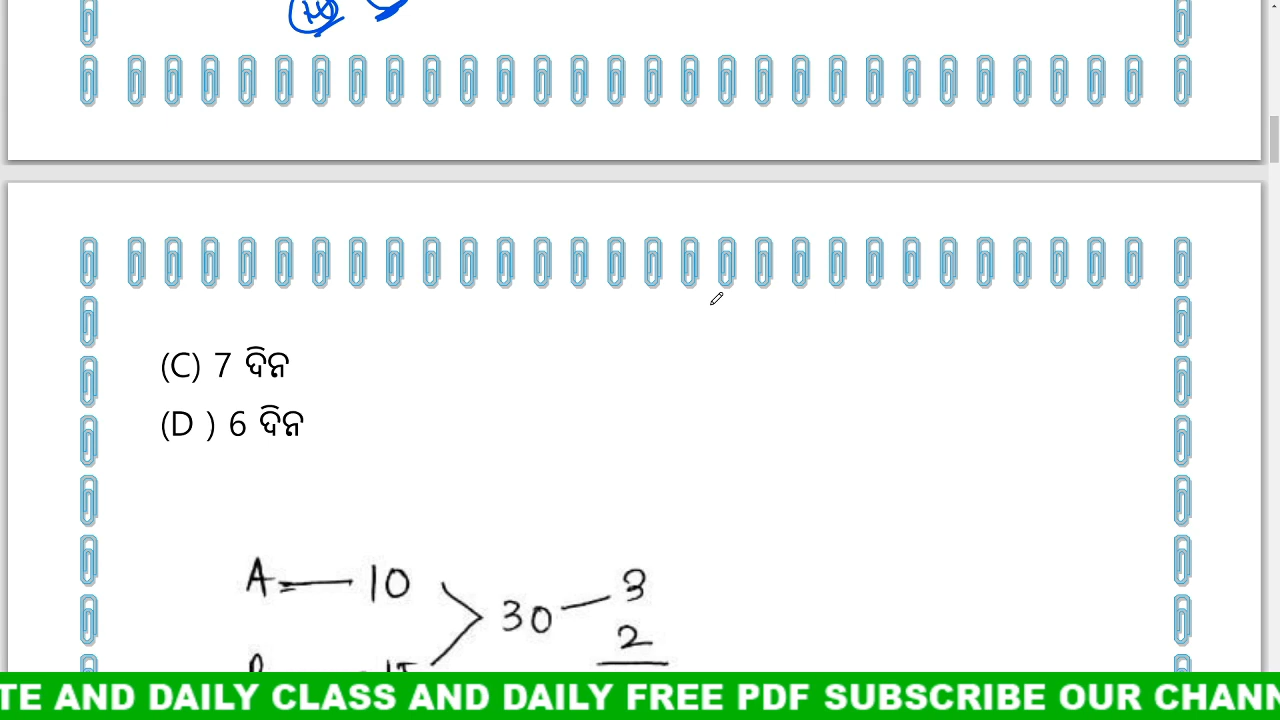 (C) 7 ଦିନ
(D ) 6 ଦିନ
A — 10
30 — 3
2
TE AND DAILY CLASS AND DAILY FREE PDF SUBSCRIBE OUR CHANN